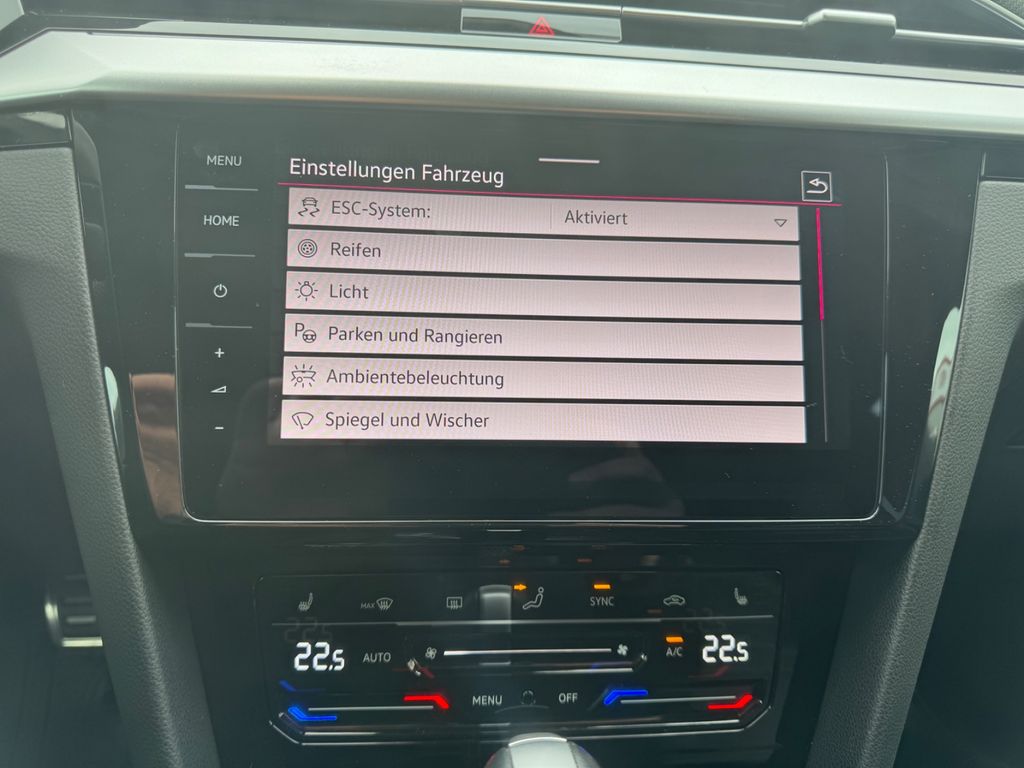 MENU
HOME
+
-
Einstellungen Fahrzeug
ESC-System: Aktiviert
Reifen
Licht
P Parken und Rangieren
Ambientebeleuchtung
Spiegel und Wischer
MAX
SYNC
22.5 AUTO A/C 22.5
MENU OFF